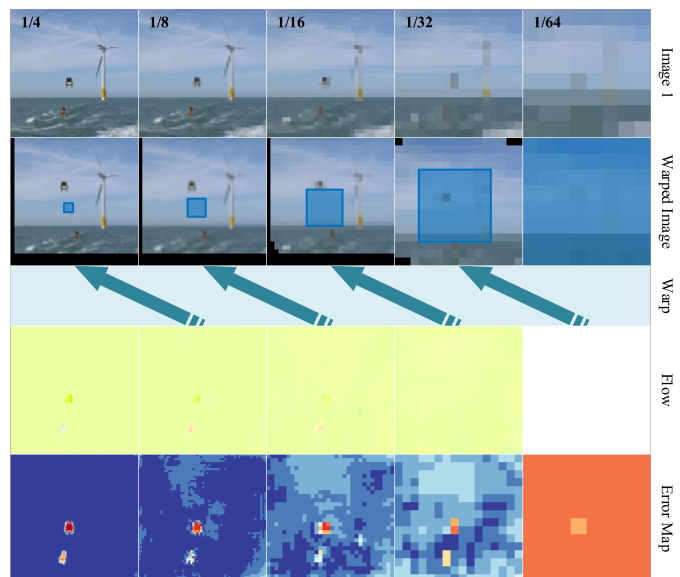 1/4
1/8
1/16
1/32
1/64
Image 1
Warped Image
Warp
Flow
Error Map